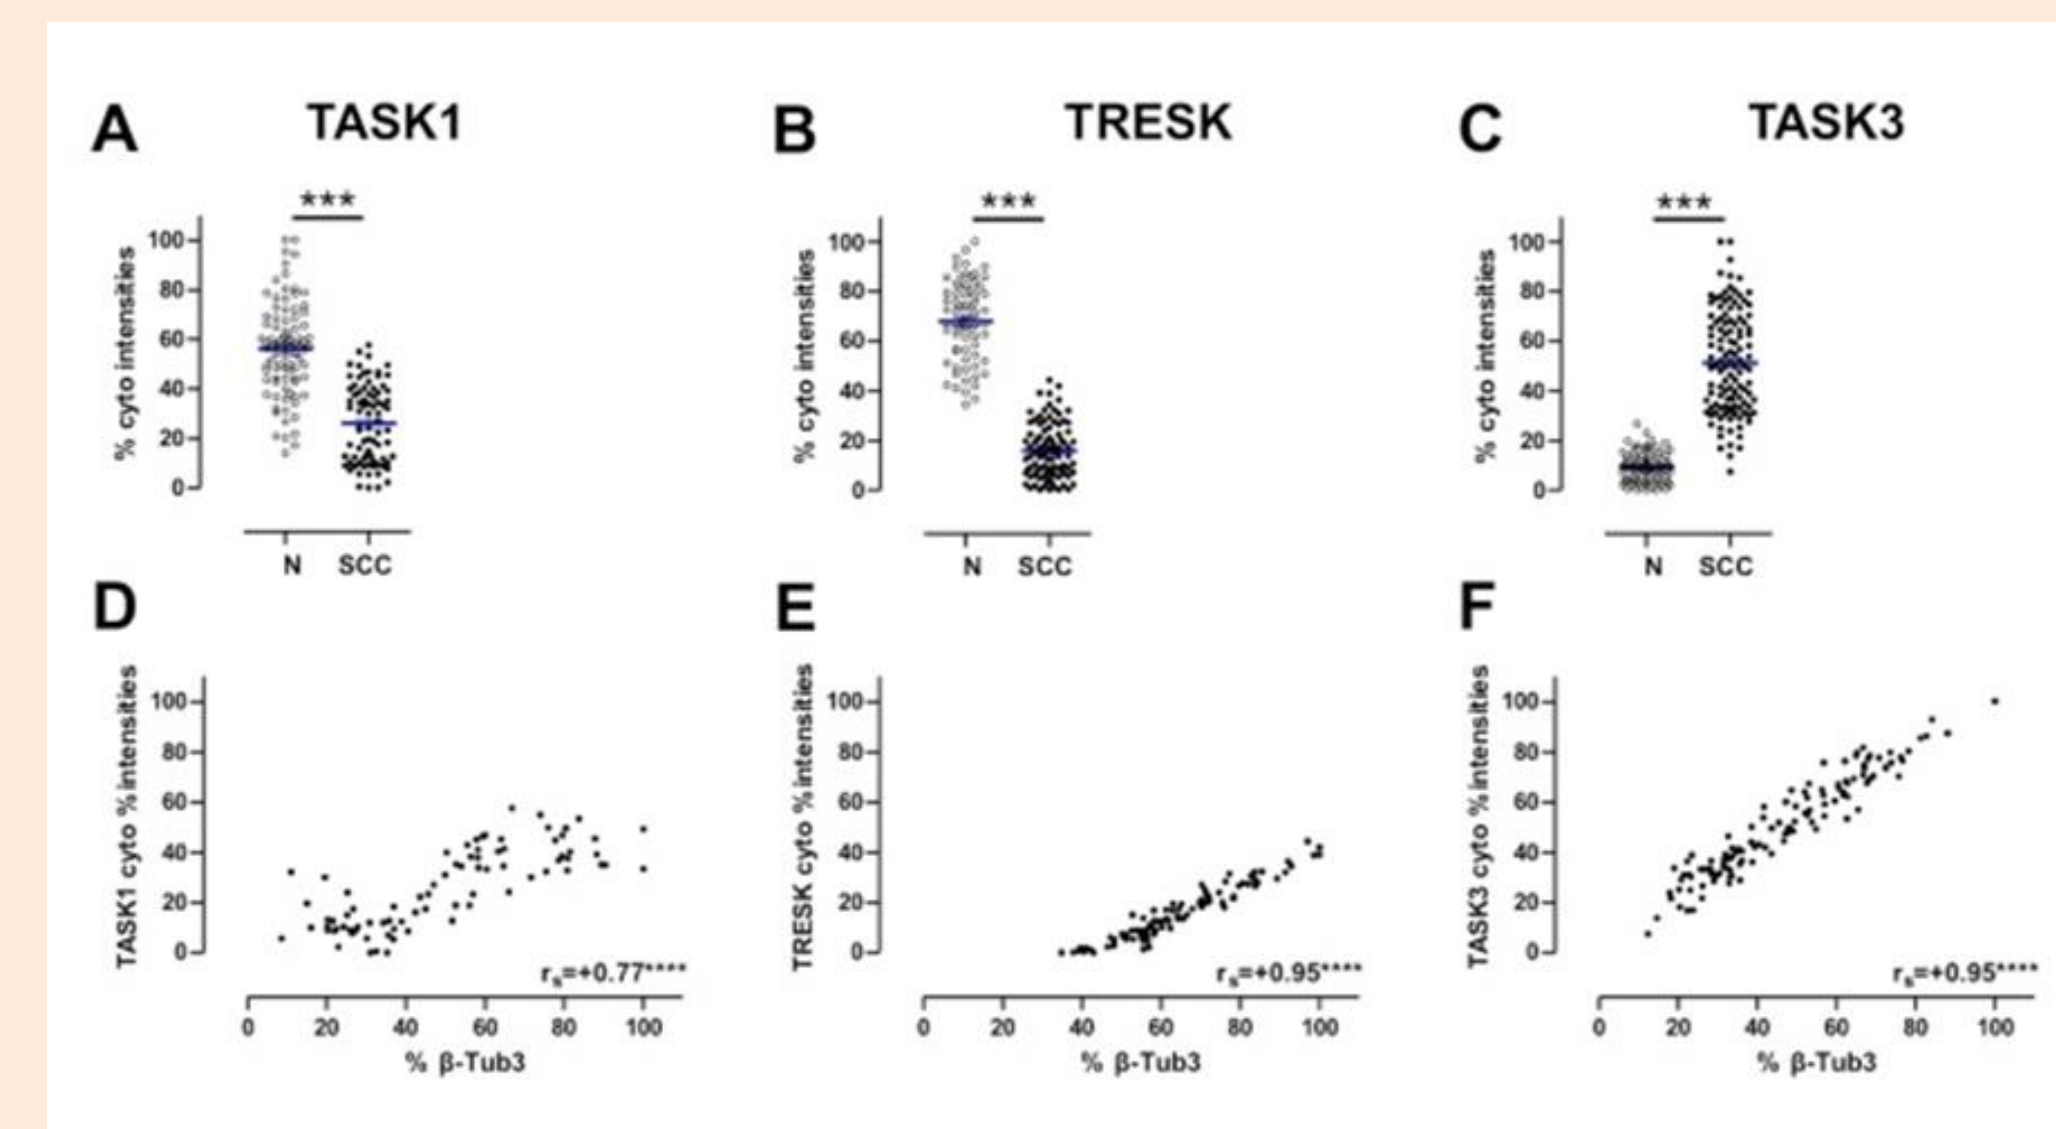 A TASK1
B TRESK
C TASK3
***
***
***
% cyto intensities
100
80
60
40
20
0
N SCC
% cyto intensities
100
80
60
40
20
0
N SCC
% cyto intensities
100
80
60
40
20
0
N SCC
D
TASK1 cyto %intensities
100
80
60
40
20
0
rs=+0.77****
0 20 40 60 80 100
% β-Tub3
E
TRESK cyto %intensities
100
80
60
40
20
0
rs=+0.95****
0 20 40 60 80 100
% β-Tub3
F
TASK3 cyto %intensities
100
80
60
40
20
0
rs=+0.95****
0 20 40 60 80 100
% β-Tub3